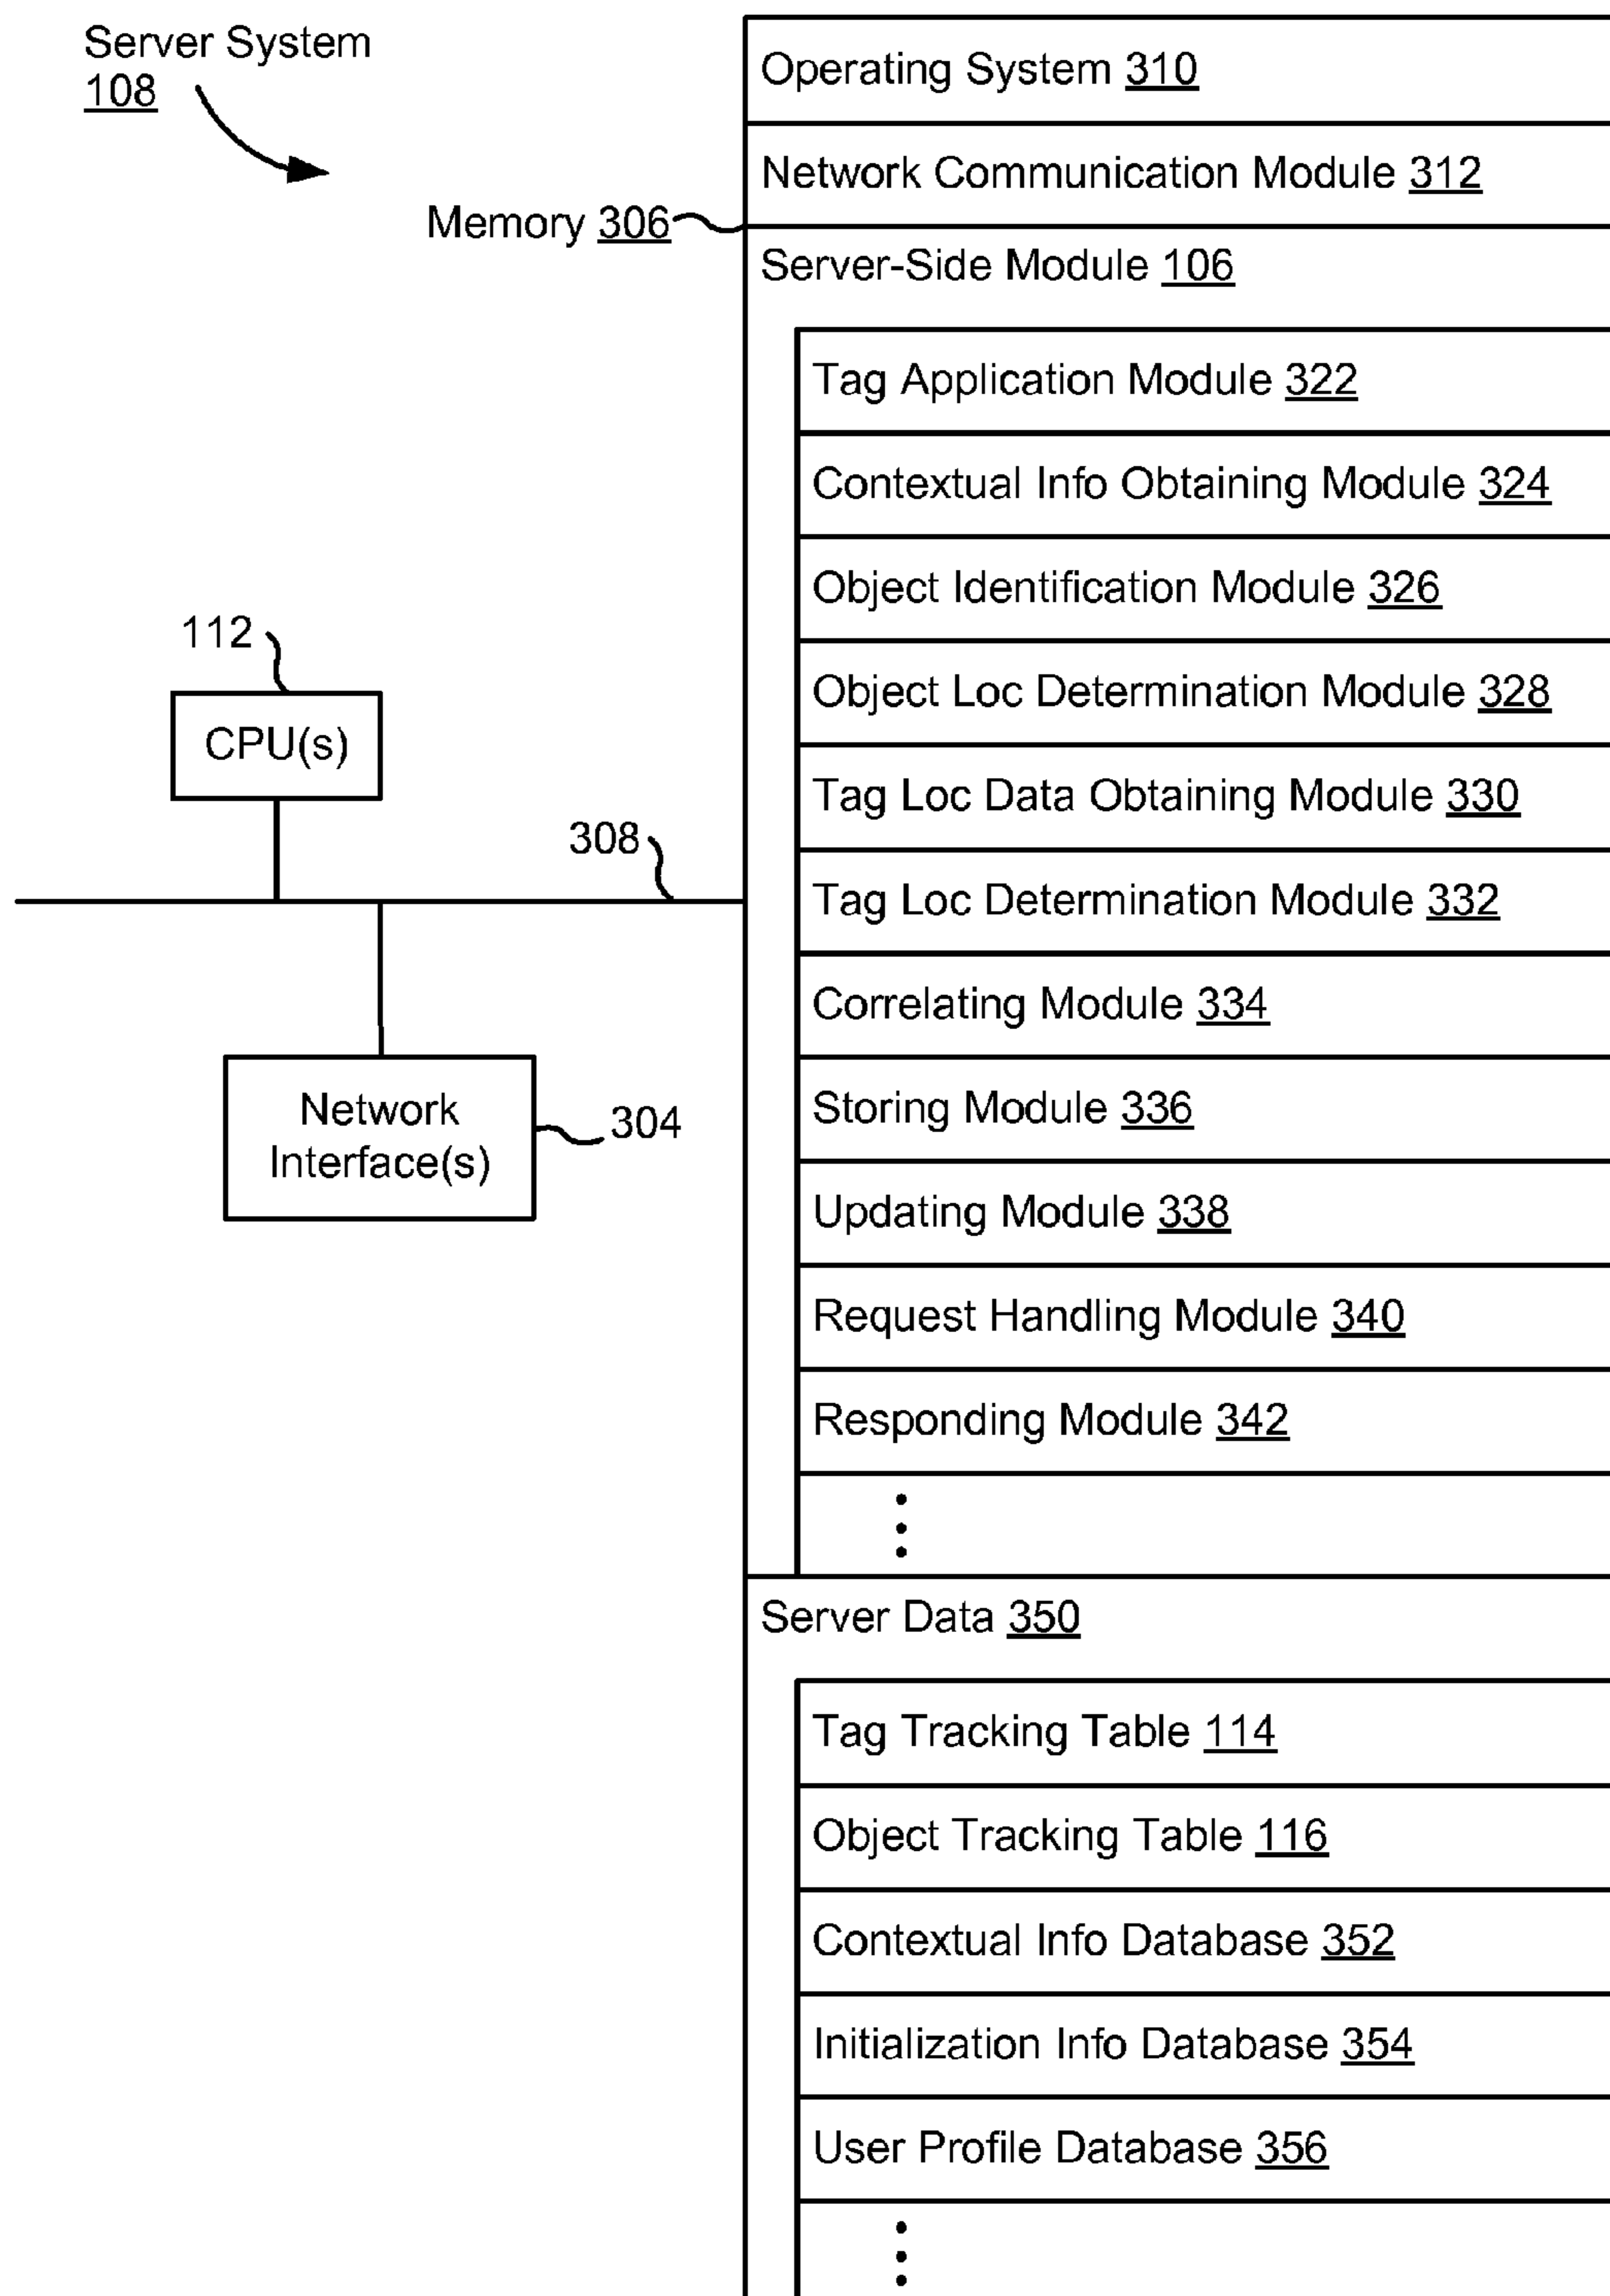 Server System
108
Operating System 310
Network Communication Module 312
Memory 306
Server-Side Module 106
Tag Application Module 322
Contextual Info Obtaining Module 324
Object Identification Module 326
Object Loc Determination Module 328
Tag Loc Data Obtaining Module 330
Tag Loc Determination Module 332
Correlating Module 334
Storing Module 336
Updating Module 338
Request Handling Module 340
Responding Module 342
Server Data 350
Tag Tracking Table 114
Object Tracking Table 116
Contextual Info Database 352
Initialization Info Database 354
User Profile Database 356
112
CPU(s)
308
Network
Interface(s)
304